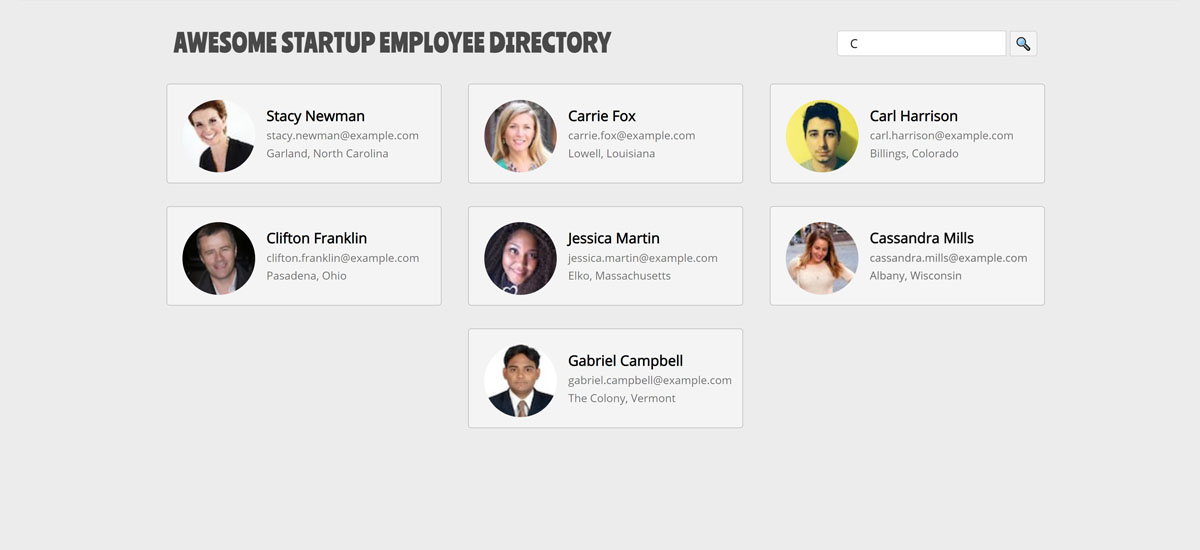 AWESOME STARTUP EMPLOYEE DIRECTORY
C
Stacy Newman
stacy.newman@example.com
Garland, North Carolina
Carrie Fox
carrie.fox@example.com
Lowell, Louisiana
Carl Harrison
carl.harrison@example.com
Billings, Colorado
Clifton Franklin
clifton.franklin@example.com
Pasadena, Ohio
Jessica Martin
jessica.martin@example.com
Elko, Massachusetts
Cassandra Mills
cassandra.mills@example.com
Albany, Wisconsin
Gabriel Campbell
gabriel.campbell@example.com
The Colony, Vermont